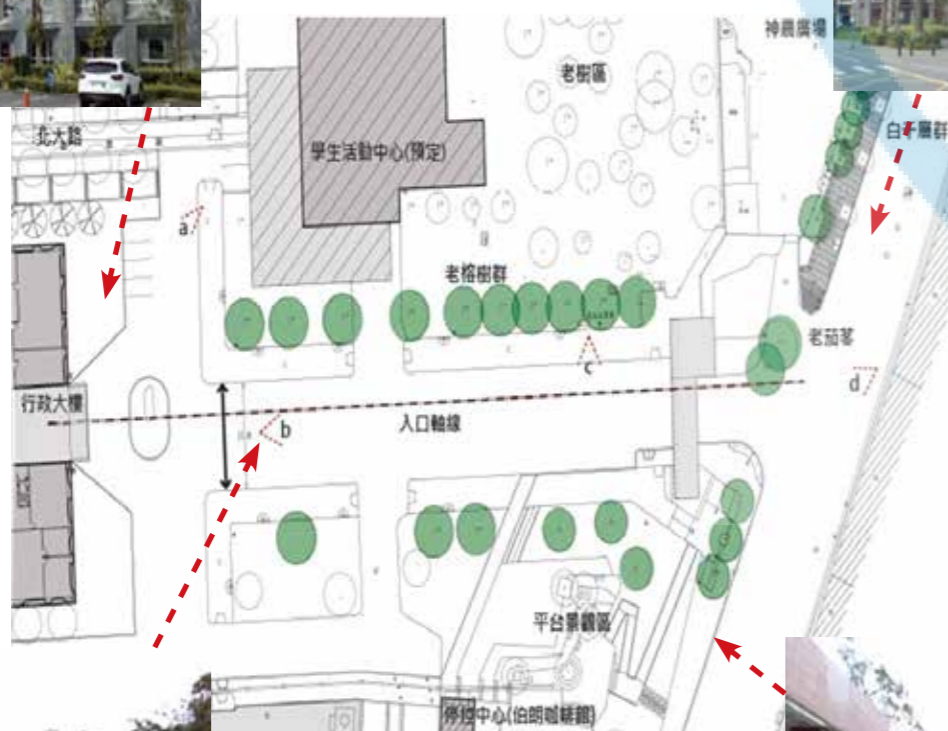 神農廣場
老樹區
北大路
白千層群
學生活動中心(預定)
a
老榕樹群
老茄苳
c
d
行政大樓
b
入口軸線
平台景觀區
停控中心(伯朗咖啡館)